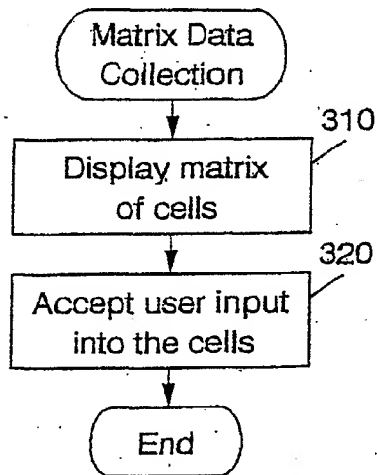 Matrix Data
Collection
310
Display matrix
of cells
320
Accept user input
into the cells
End